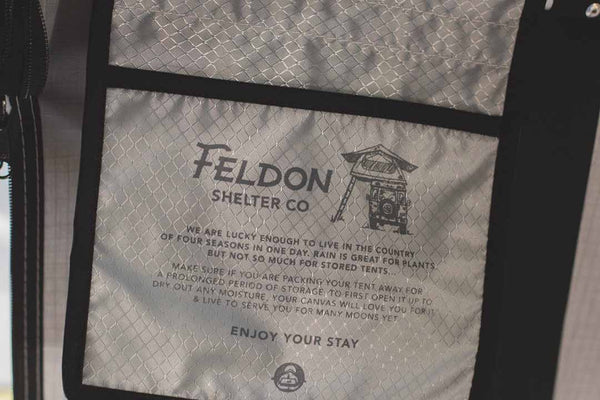 FELDON
SHELTER CO
WE ARE LUCKY ENOUGH TO LIVE IN THE COUNTRY
OF FOUR SEASONS IN ONE DAY. RAIN IS GREAT FOR PLANTS
BUT NOT SO MUCH FOR STORED TENTS...
MAKE SURE IF YOU ARE PACKING YOUR TENT AWAY FOR
A PROLONGED PERIOD OF STORAGE, TO FIRST OPEN IT UP TO
DRY OUT ANY MOISTURE, YOUR CANVAS WILL LOVE YOU FOR IT
& LIVE TO SERVE YOU FOR MANY MOONS YET
ENJOY YOUR STAY